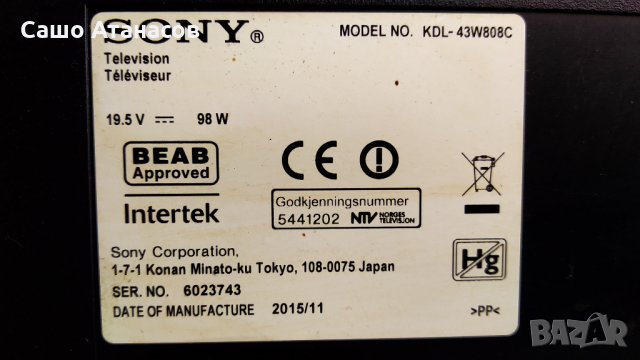 Сашо Атанасов
SONY®
MODEL NO. KDL- 43W808C
Television
Téléviseur
19.5 V ⎓ 98 W
BEAB
Approved
CE
Intertek
Godkjenningsnummer
5441202 NTV NORGES
TELEVISJON
Sony Corporation,
1-7-1 Konan Minato-ku Tokyo, 108-0075 Japan
Hg
SER. NO. 6023743
DATE OF MANUFACTURE 2015/11
>PP<
BAZAR